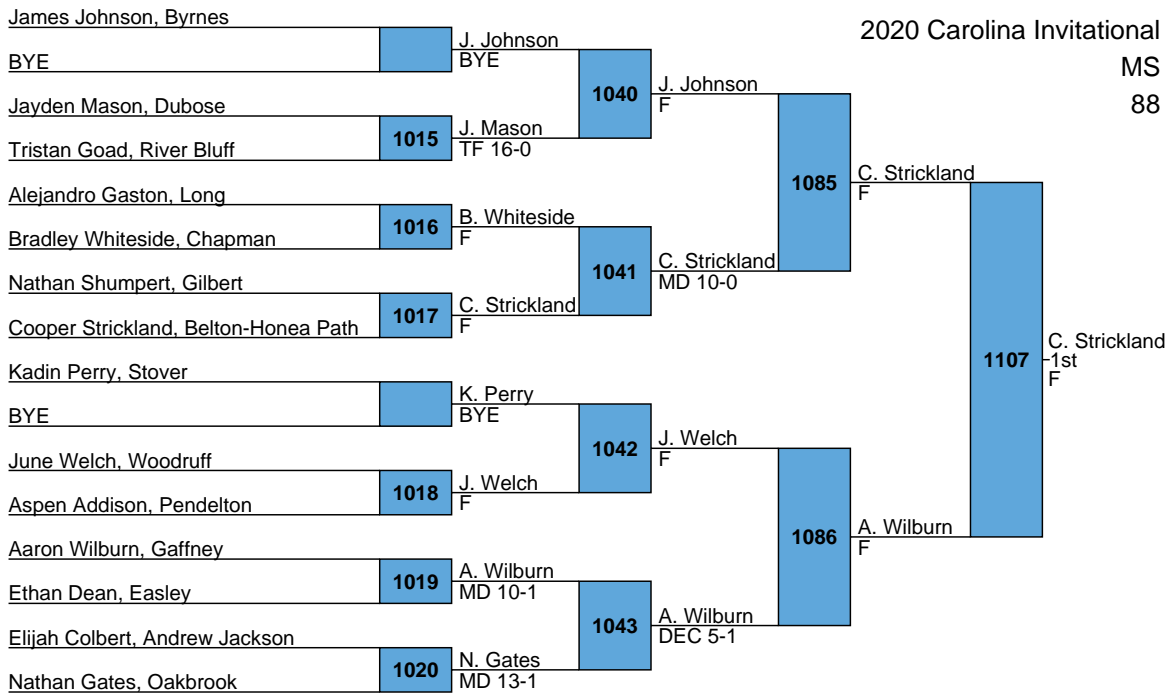 2020 Carolina Invitational
MS
88
James Johnson, Byrnes
BYE
Jayden Mason, Dubose
Tristan Goad, River Bluff
Alejandro Gaston, Long
Bradley Whiteside, Chapman
Nathan Shumpert, Gilbert
Cooper Strickland, Belton-Honea Path
Kadin Perry, Stover
BYE
June Welch, Woodruff
Aspen Addison, Pendelton
Aaron Wilburn, Gaffney
Ethan Dean, Easley
Elijah Colbert, Andrew Jackson
Nathan Gates, Oakbrook
1015
1016
1017
1018
1019
1020
J. Johnson
BYE
J. Mason
TF 16-0
B. Whiteside
F
C. Strickland
F
K. Perry
BYE
J. Welch
F
A. Wilburn
MD 10-1
N. Gates
MD 13-1
1040
1041
1042
1043
J. Johnson
F
C. Strickland
MD 10-0
J. Welch
F
A. Wilburn
DEC 5-1
1085
1086
C. Strickland
F
A. Wilburn
F
1107
C. Strickland
1st
F